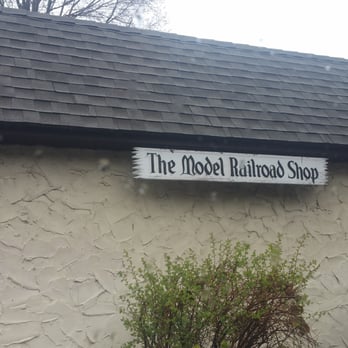 The Model Railroad Shop